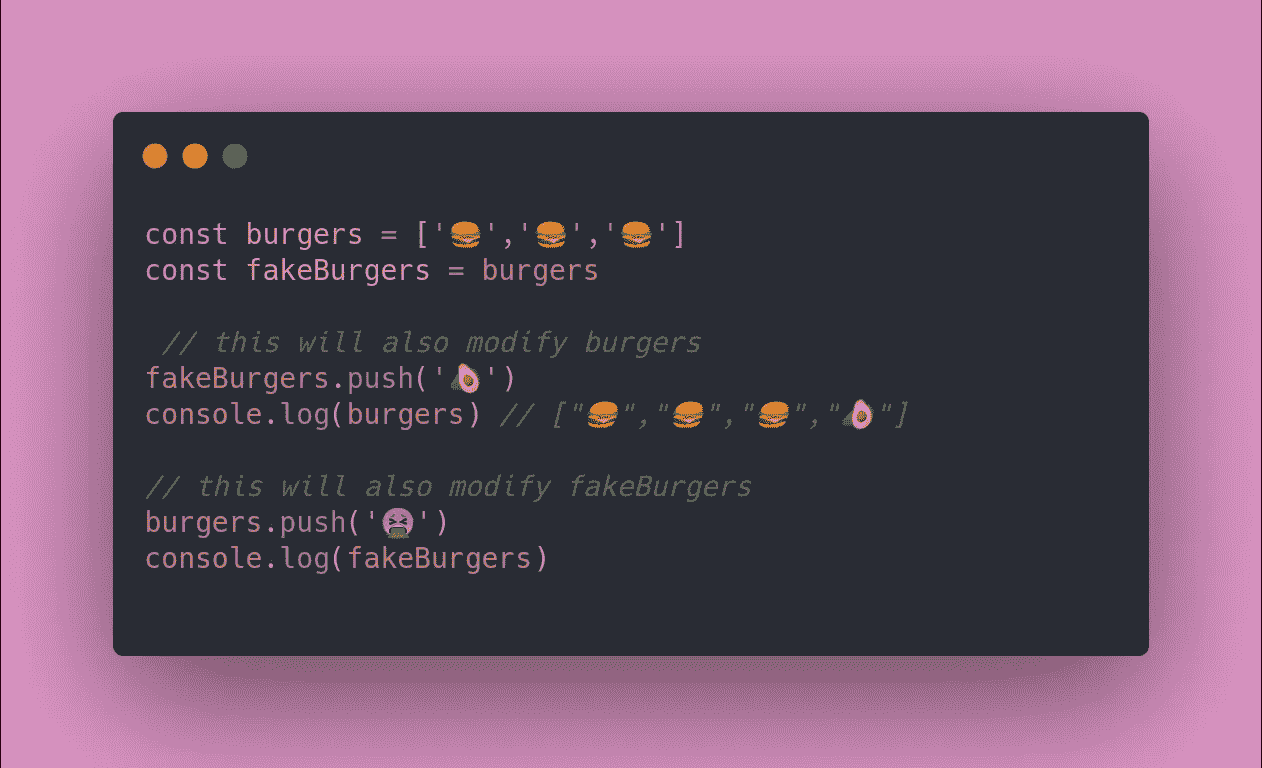 const burgers = ['🍔','🍔','🍔']
const fakeBurgers = burgers
// this will also modify burgers
fakeBurgers.push('🥑')
console.log(burgers) // ["🍔","🍔","🍔","🥑"]
// this will also modify fakeBurgers
burgers.push('🤮')
console.log(fakeBurgers)